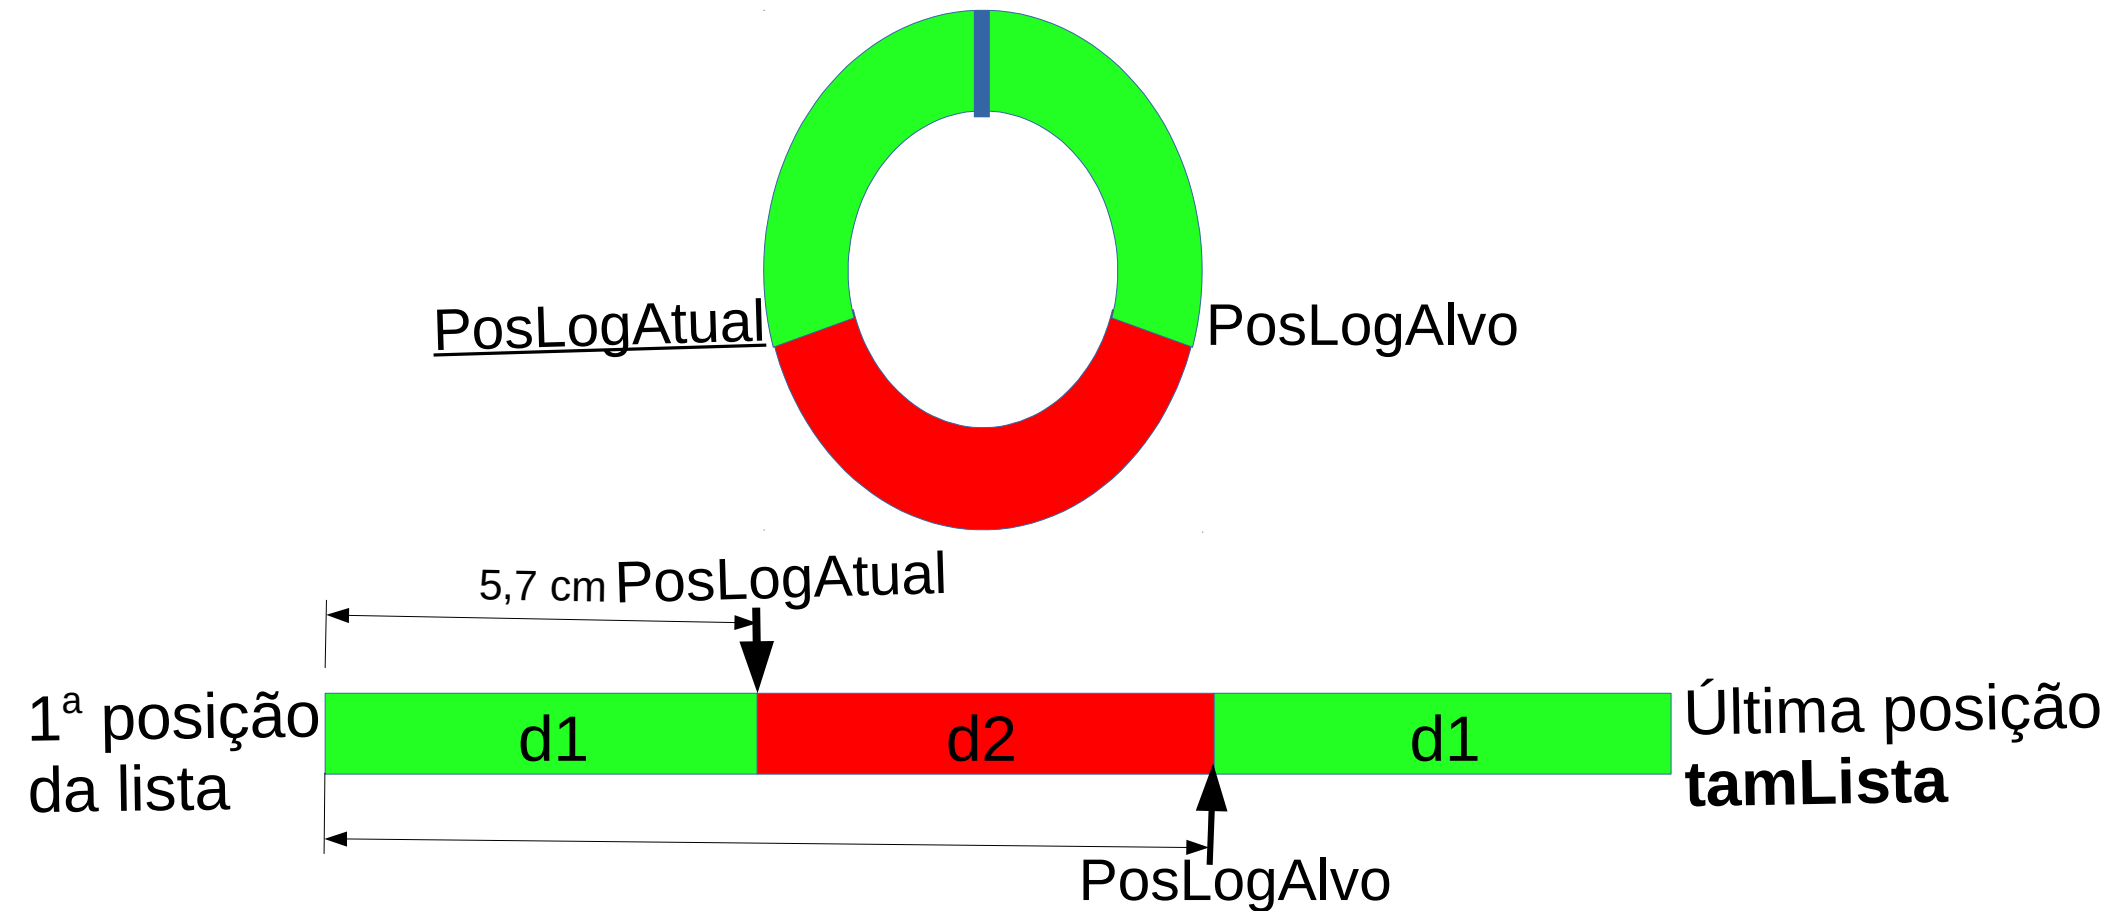 PosLogAtual
PosLogAlvo
5,7 cm
PosLogAtual
1ª posição
da lista
d1
d2
d1
Última posição
tamLista
PosLogAlvo